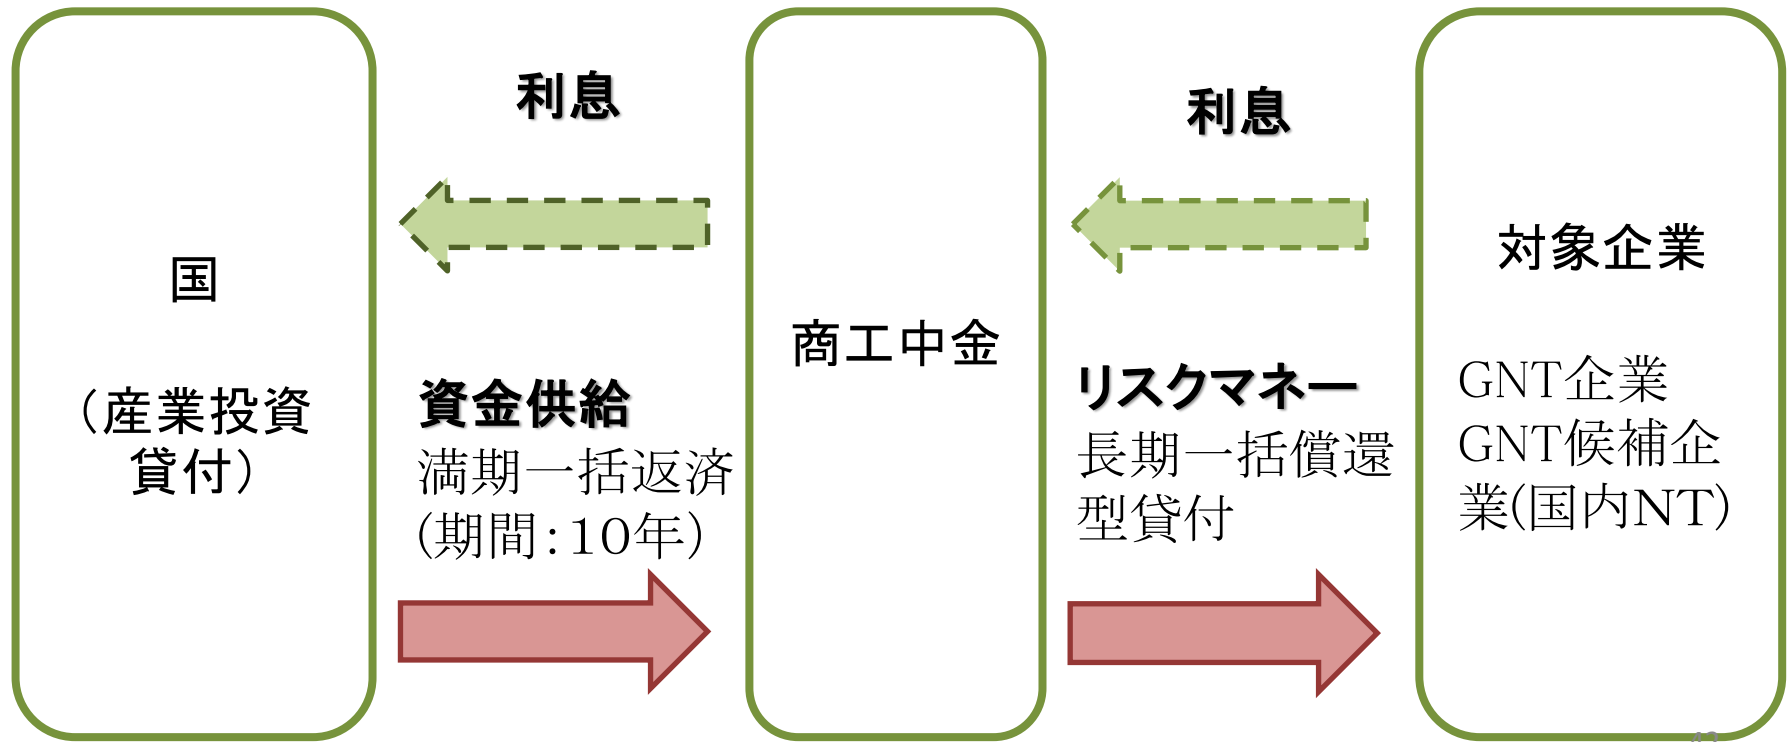 国
（産業投資
貸付）
利息
資金供給
満期一括返済
(期間：10年)
商工中金
利息
リスクマネー
長期一括償還
型貸付
対象企業
GNT企業
GNT候補企
業(国内NT)